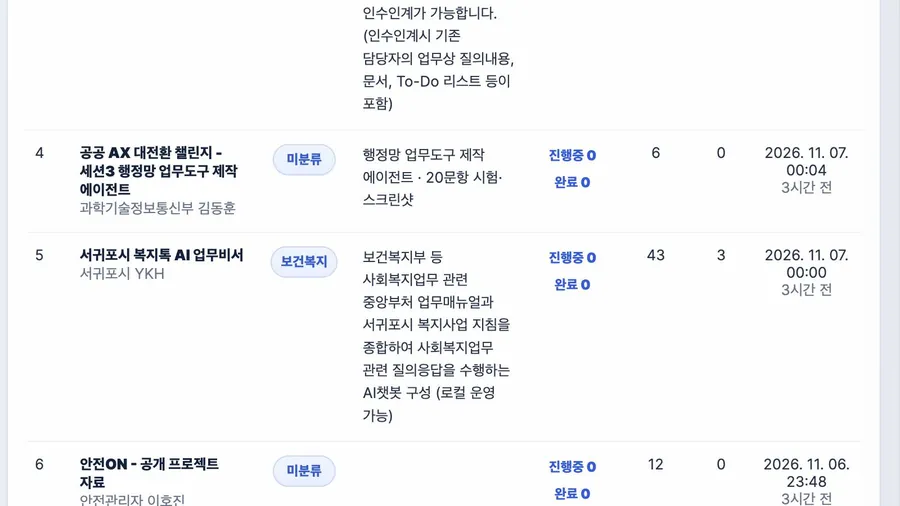 인수인계가 가능합니다.
(인수인계시 기존
담당자의 업무상 질의내용,
문서, To-Do 리스트 등이
포함)
4
공공 AX 대전환 챌린지 -
세션3 행정망 업무도구 제작
에이전트
과학기술정보통신부 김동훈
미분류
행정망 업무도구 제작
에이전트 · 20문항 시험·
스크린샷
진행중 0
완료 0
6
0
2026. 11. 07.
00:04
3시간 전
5
서귀포시 복지톡 AI 업무비서
서귀포시 YKH
보건복지
보건복지부 등
사회복지업무 관련
중앙부처 업무매뉴얼과
서귀포시 복지사업 지침을
종합하여 사회복지업무
관련 질의응답을 수행하는
AI챗봇 구성 (로컬 운영
가능)
진행중 0
완료 0
43
3
2026. 11. 07.
00:00
3시간 전
6
안전ON - 공개 프로젝트
자료
안전관리자 이호진
미분류
진행중 0
완료 0
12
0
2026. 11. 06.
23:48
3시간 전